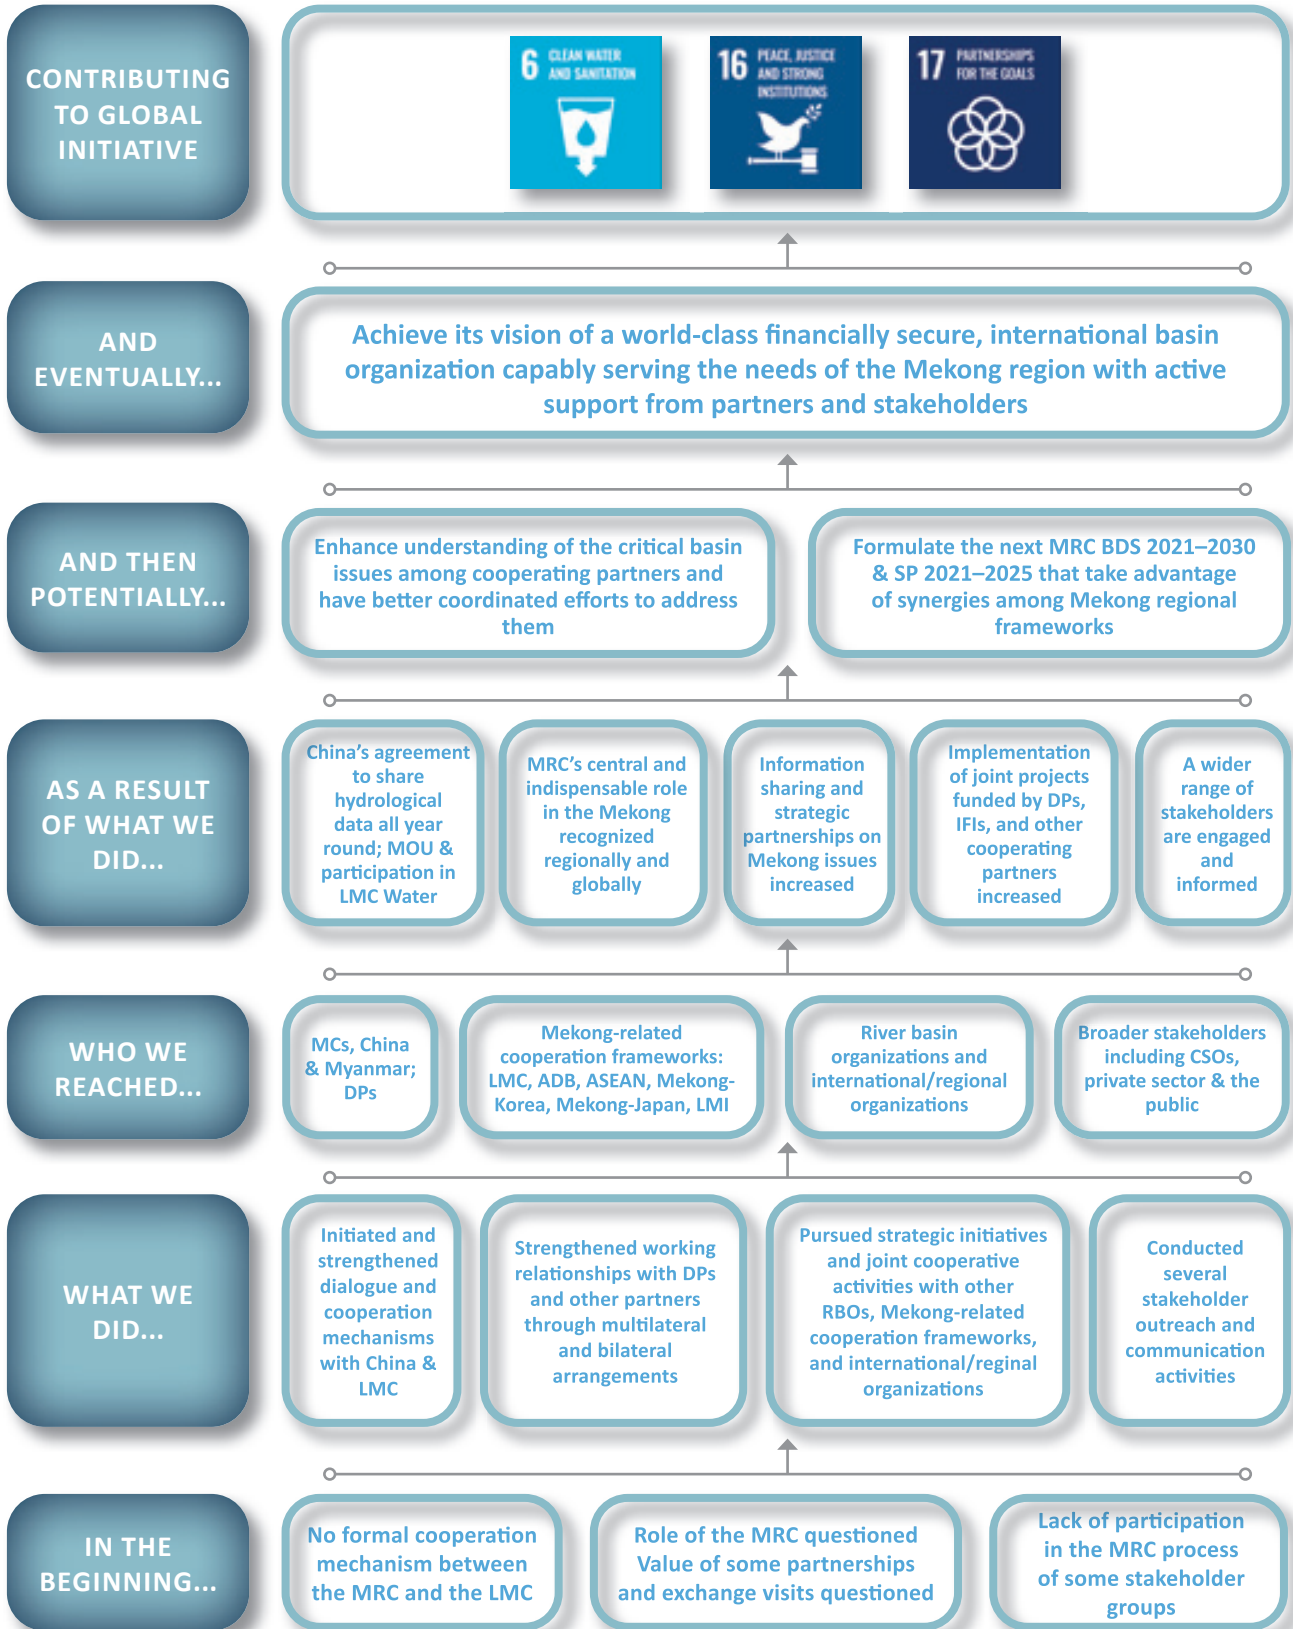 CONTRIBUTING
TO GLOBAL
INITIATIVE
6 CLEAN WATER
AND SANITATION
16 PEACE, JUSTICE
AND STRONG
INSTITUTIONS
17 PARTNERSHIPS
FOR THE GOALS
AND
EVENTUALLY...
Achieve its vision of a world-class financially secure, international basin
organization capably serving the needs of the Mekong region with active
support from partners and stakeholders
AND THEN
POTENTIALLY...
Enhance understanding of the critical basin
issues among cooperating partners and
have better coordinated efforts to address
them
Formulate the next MRC BDS 2021–2030
& SP 2021–2025 that take advantage
of synergies among Mekong regional
frameworks
AS A RESULT
OF WHAT WE
DID...
China’s agreement
to share
hydrological
data all year
round; MOU &
participation in
LMC Water
MRC’s central and
indispensable role
in the Mekong
recognized
regionally and
globally
Information
sharing and
strategic
partnerships on
Mekong issues
increased
Implementation
of joint projects
funded by DPs,
IFIs, and other
cooperating
partners
increased
A wider
range of
stakeholders
are engaged
and
informed
WHO WE
REACHED...
MCs, China
& Myanmar;
DPs
Mekong-related
cooperation frameworks:
LMC, ADB, ASEAN, Mekong-
Korea, Mekong-Japan, LMI
River basin
organizations and
international/regional
organizations
Broader stakeholders
including CSOs,
private sector & the
public
WHAT WE
DID...
Initiated and
strengthened
dialogue and
cooperation
mechanisms
with China &
LMC
Strengthened working
relationships with DPs
and other partners
through multilateral
and bilateral
arrangements
Pursued strategic initiatives
and joint cooperative
activities with other
RBOs, Mekong-related
cooperation frameworks,
and international/reginal
organizations
Conducted
several
stakeholder
outreach and
communication
activities
IN THE
BEGINNING...
No formal cooperation
mechanism between
the MRC and the LMC
Role of the MRC questioned
Value of some partnerships
and exchange visits questioned
Lack of participation
in the MRC process
of some stakeholder
groups